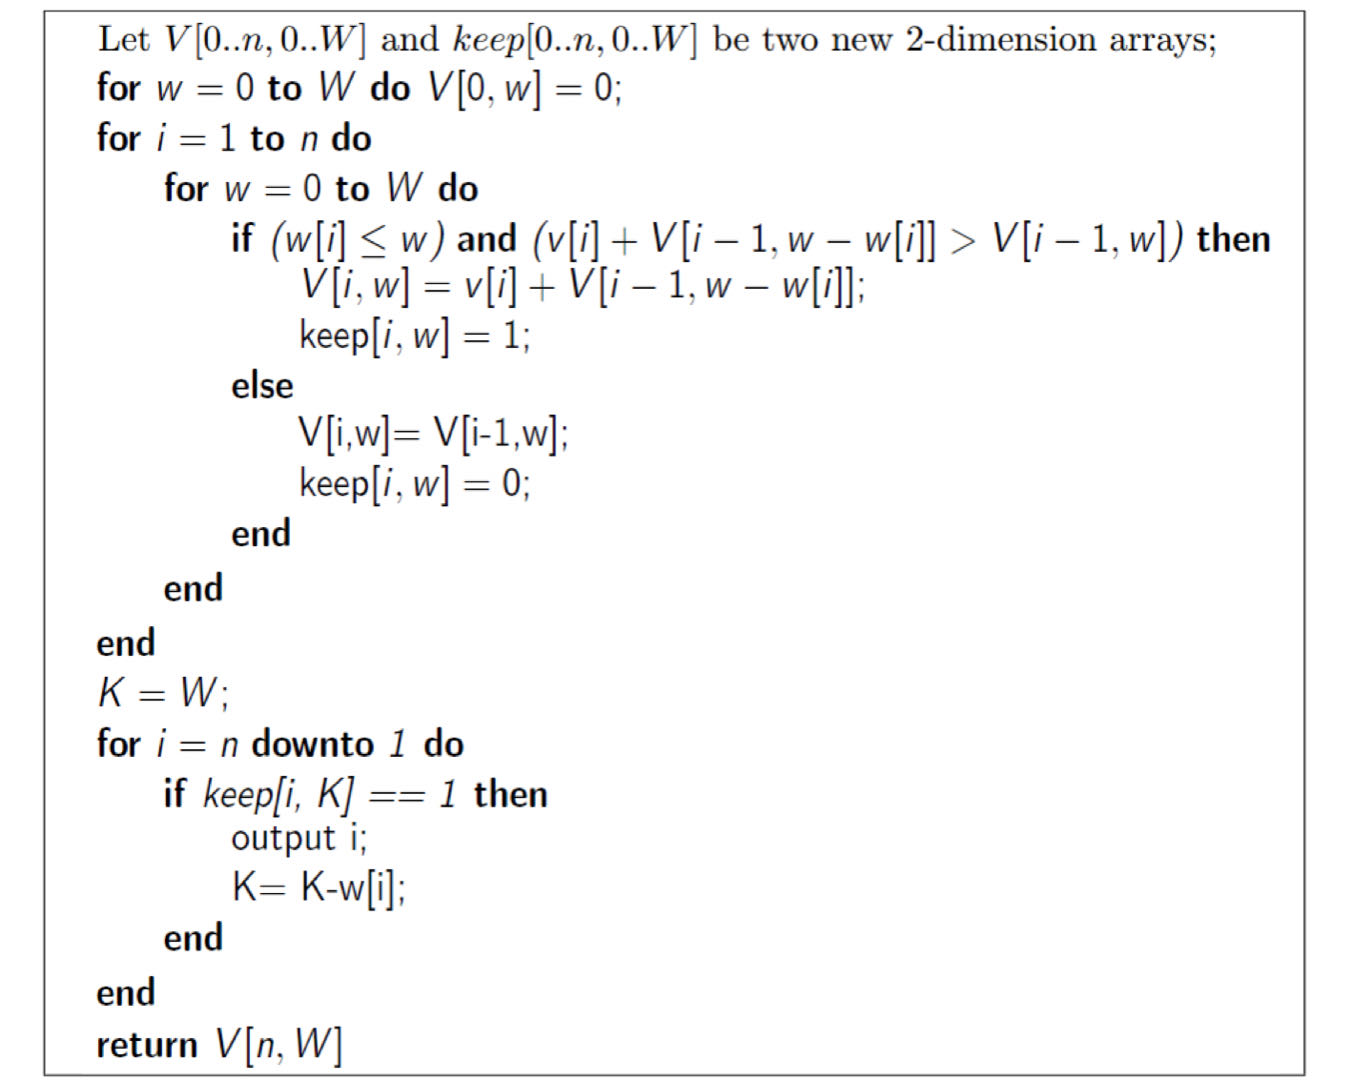 Let V[0..n, 0..W] and keep[0..n, 0..W] be two new 2-dimension arrays;
for w = 0 to W do V[0, w] = 0;
for i = 1 to n do
for w = 0 to W do
if (w[i] ≤ w) and (v[i] + V[i − 1, w − w[i]] > V[i − 1, w]) then
V[i, w] = v[i] + V[i − 1, w − w[i]];
keep[i, w] = 1;
else
V[i,w]= V[i-1,w];
keep[i, w] = 0;
end
end
end
K = W;
for i = n downto 1 do
if keep[i, K] == 1 then
output i;
K= K-w[i];
end
end
return V[n, W]